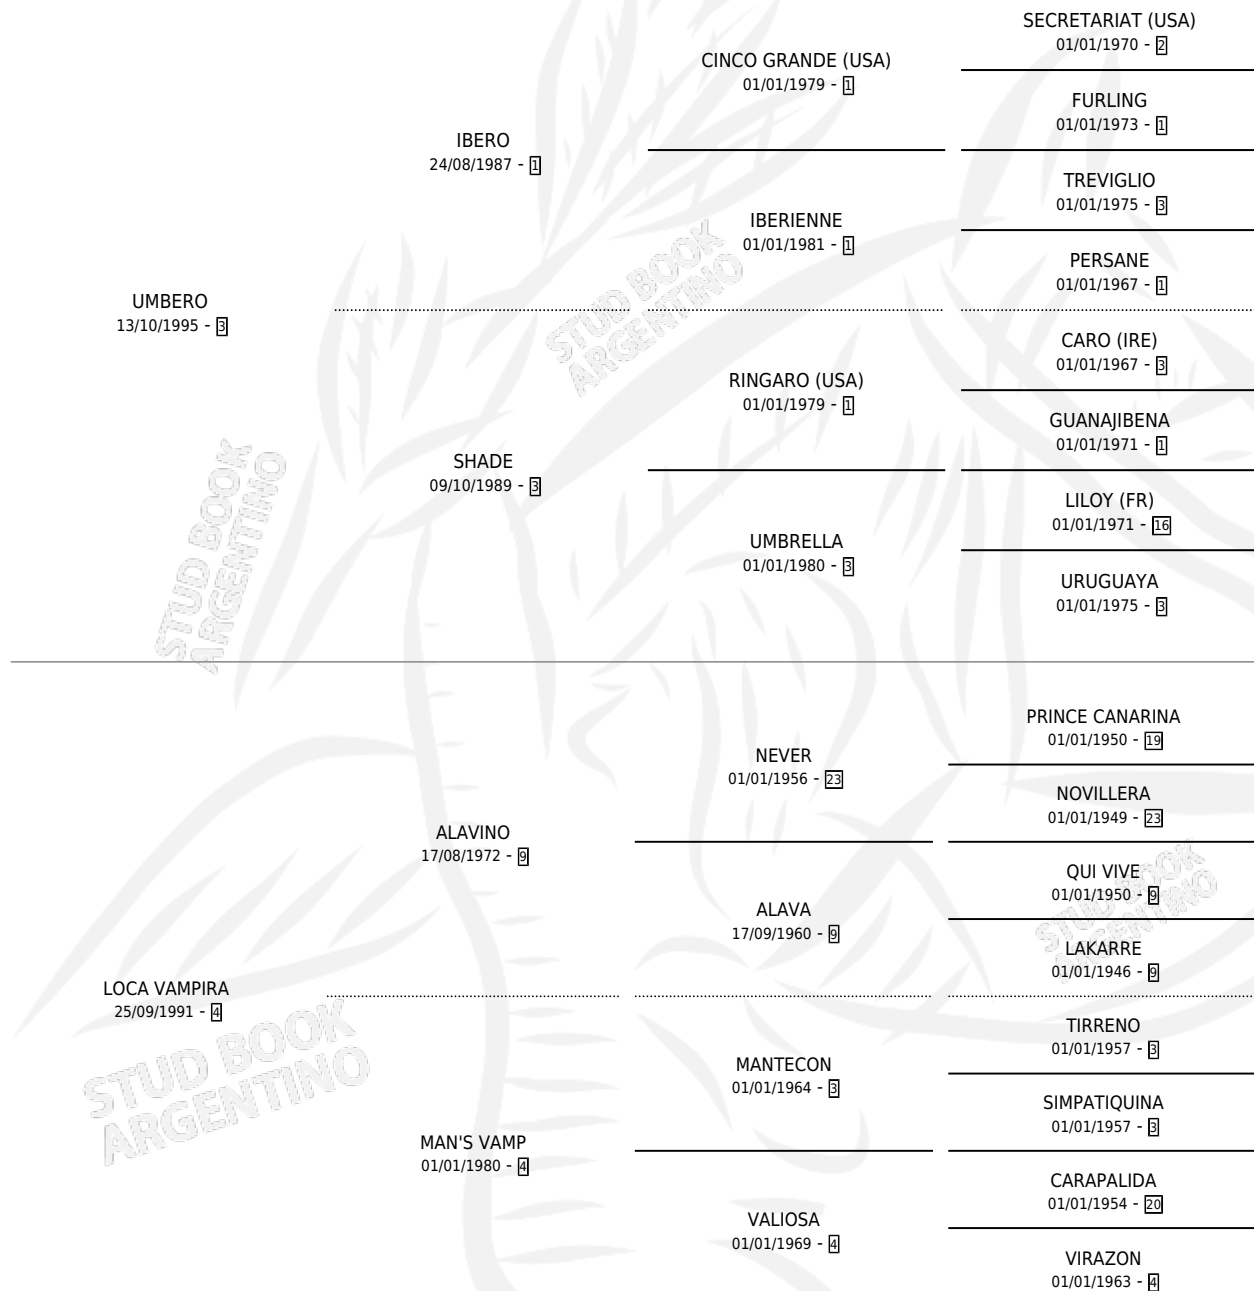 SECRETARIAT (USA)
01/01/1970 - 2
CINCO GRANDE (USA)
01/01/1979 - 1
FURLING
01/01/1973 - 1
IBERO
24/08/1987 - 1
TREVIGLIO
01/01/1975 - 3
IBERIENNE
01/01/1981 - 1
PERSANE
01/01/1967 - 1
UMBERO
13/10/1995 - 3
STUD BOOK
ARGENTINO
CARO (IRE)
01/01/1967 - 3
RINGARO (USA)
01/01/1979 - 1
GUANAJIBENA
01/01/1971 - 1
SHADE
09/10/1989 - 3
LILOY (FR)
01/01/1971 - 16
UMBRELLA
01/01/1980 - 3
URUGUAYA
01/01/1975 - 3
STUD BOOK
ARGENTINO
PRINCE CANARINA
01/01/1950 - 19
NEVER
01/01/1956 - 23
NOVILLERA
01/01/1949 - 23
ALAVINO
17/08/1972 - 9
QUI VIVE
01/01/1950 - 9
ALAVA
17/09/1960 - 9
STUD BOOK
ARGENTINO
LAKARRE
01/01/1946 - 9
LOCA VAMPIRA
25/09/1991 - 4
STUD BOOK
ARGENTINO
TIRRENO
01/01/1957 - 3
MANTECON
01/01/1964 - 3
SIMPATIQUINA
01/01/1957 - 3
MAN'S VAMP
01/01/1980 - 4
CARAPALIDA
01/01/1954 - 20
VALIOSA
01/01/1969 - 4
VIRAZON
01/01/1963 - 4